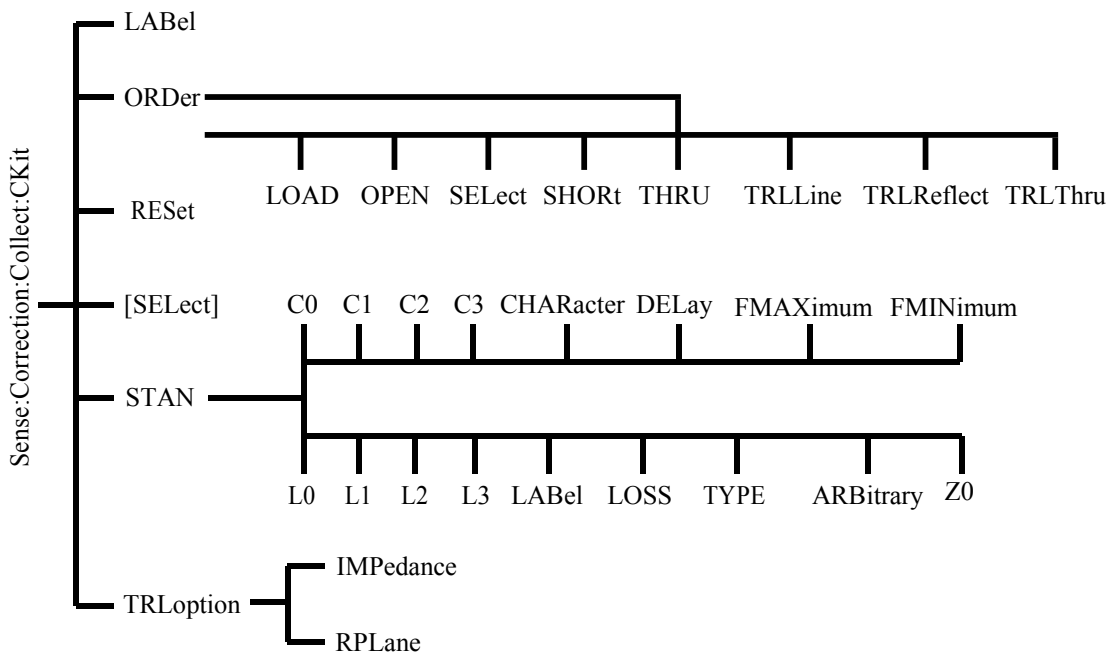 Sense:Correction:Collect:CKit
LABel
ORDer
LOAD OPEN SELect SHORt THRU TRLLine TRLReflect TRLThru
RESet
[SELect]
C0 C1 C2 C3 CHARacter DELay FMAXimum FMINimum
STAN
L0 L1 L2 L3 LABel LOSS TYPE ARBitrary Z0
TRLoption
IMPedance
RPLane